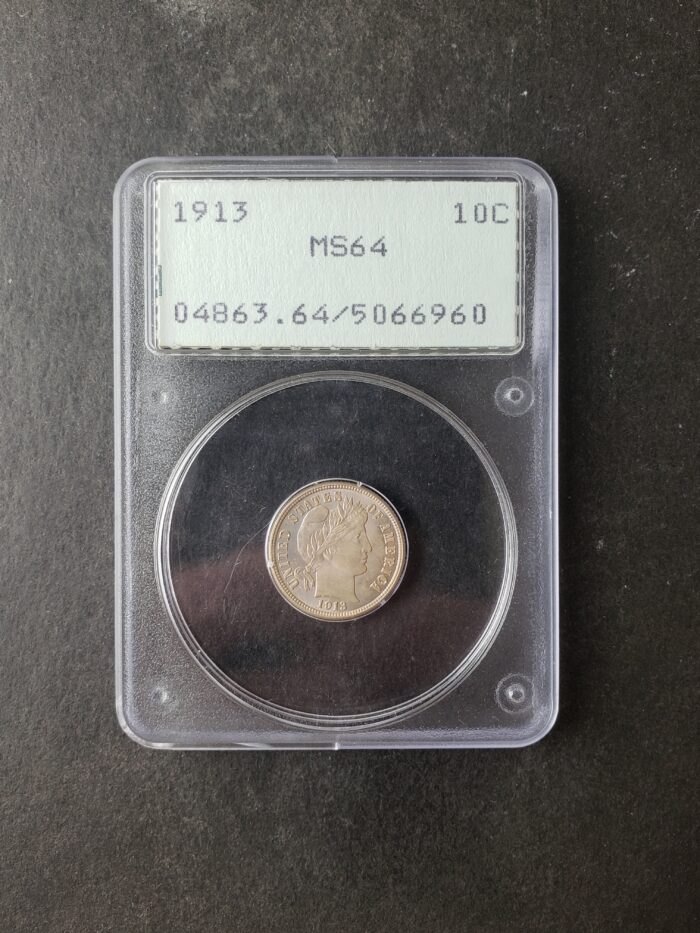 1913 10C
MS64
04863.64/5066960
UNITED STATES OF AMERICA
1913